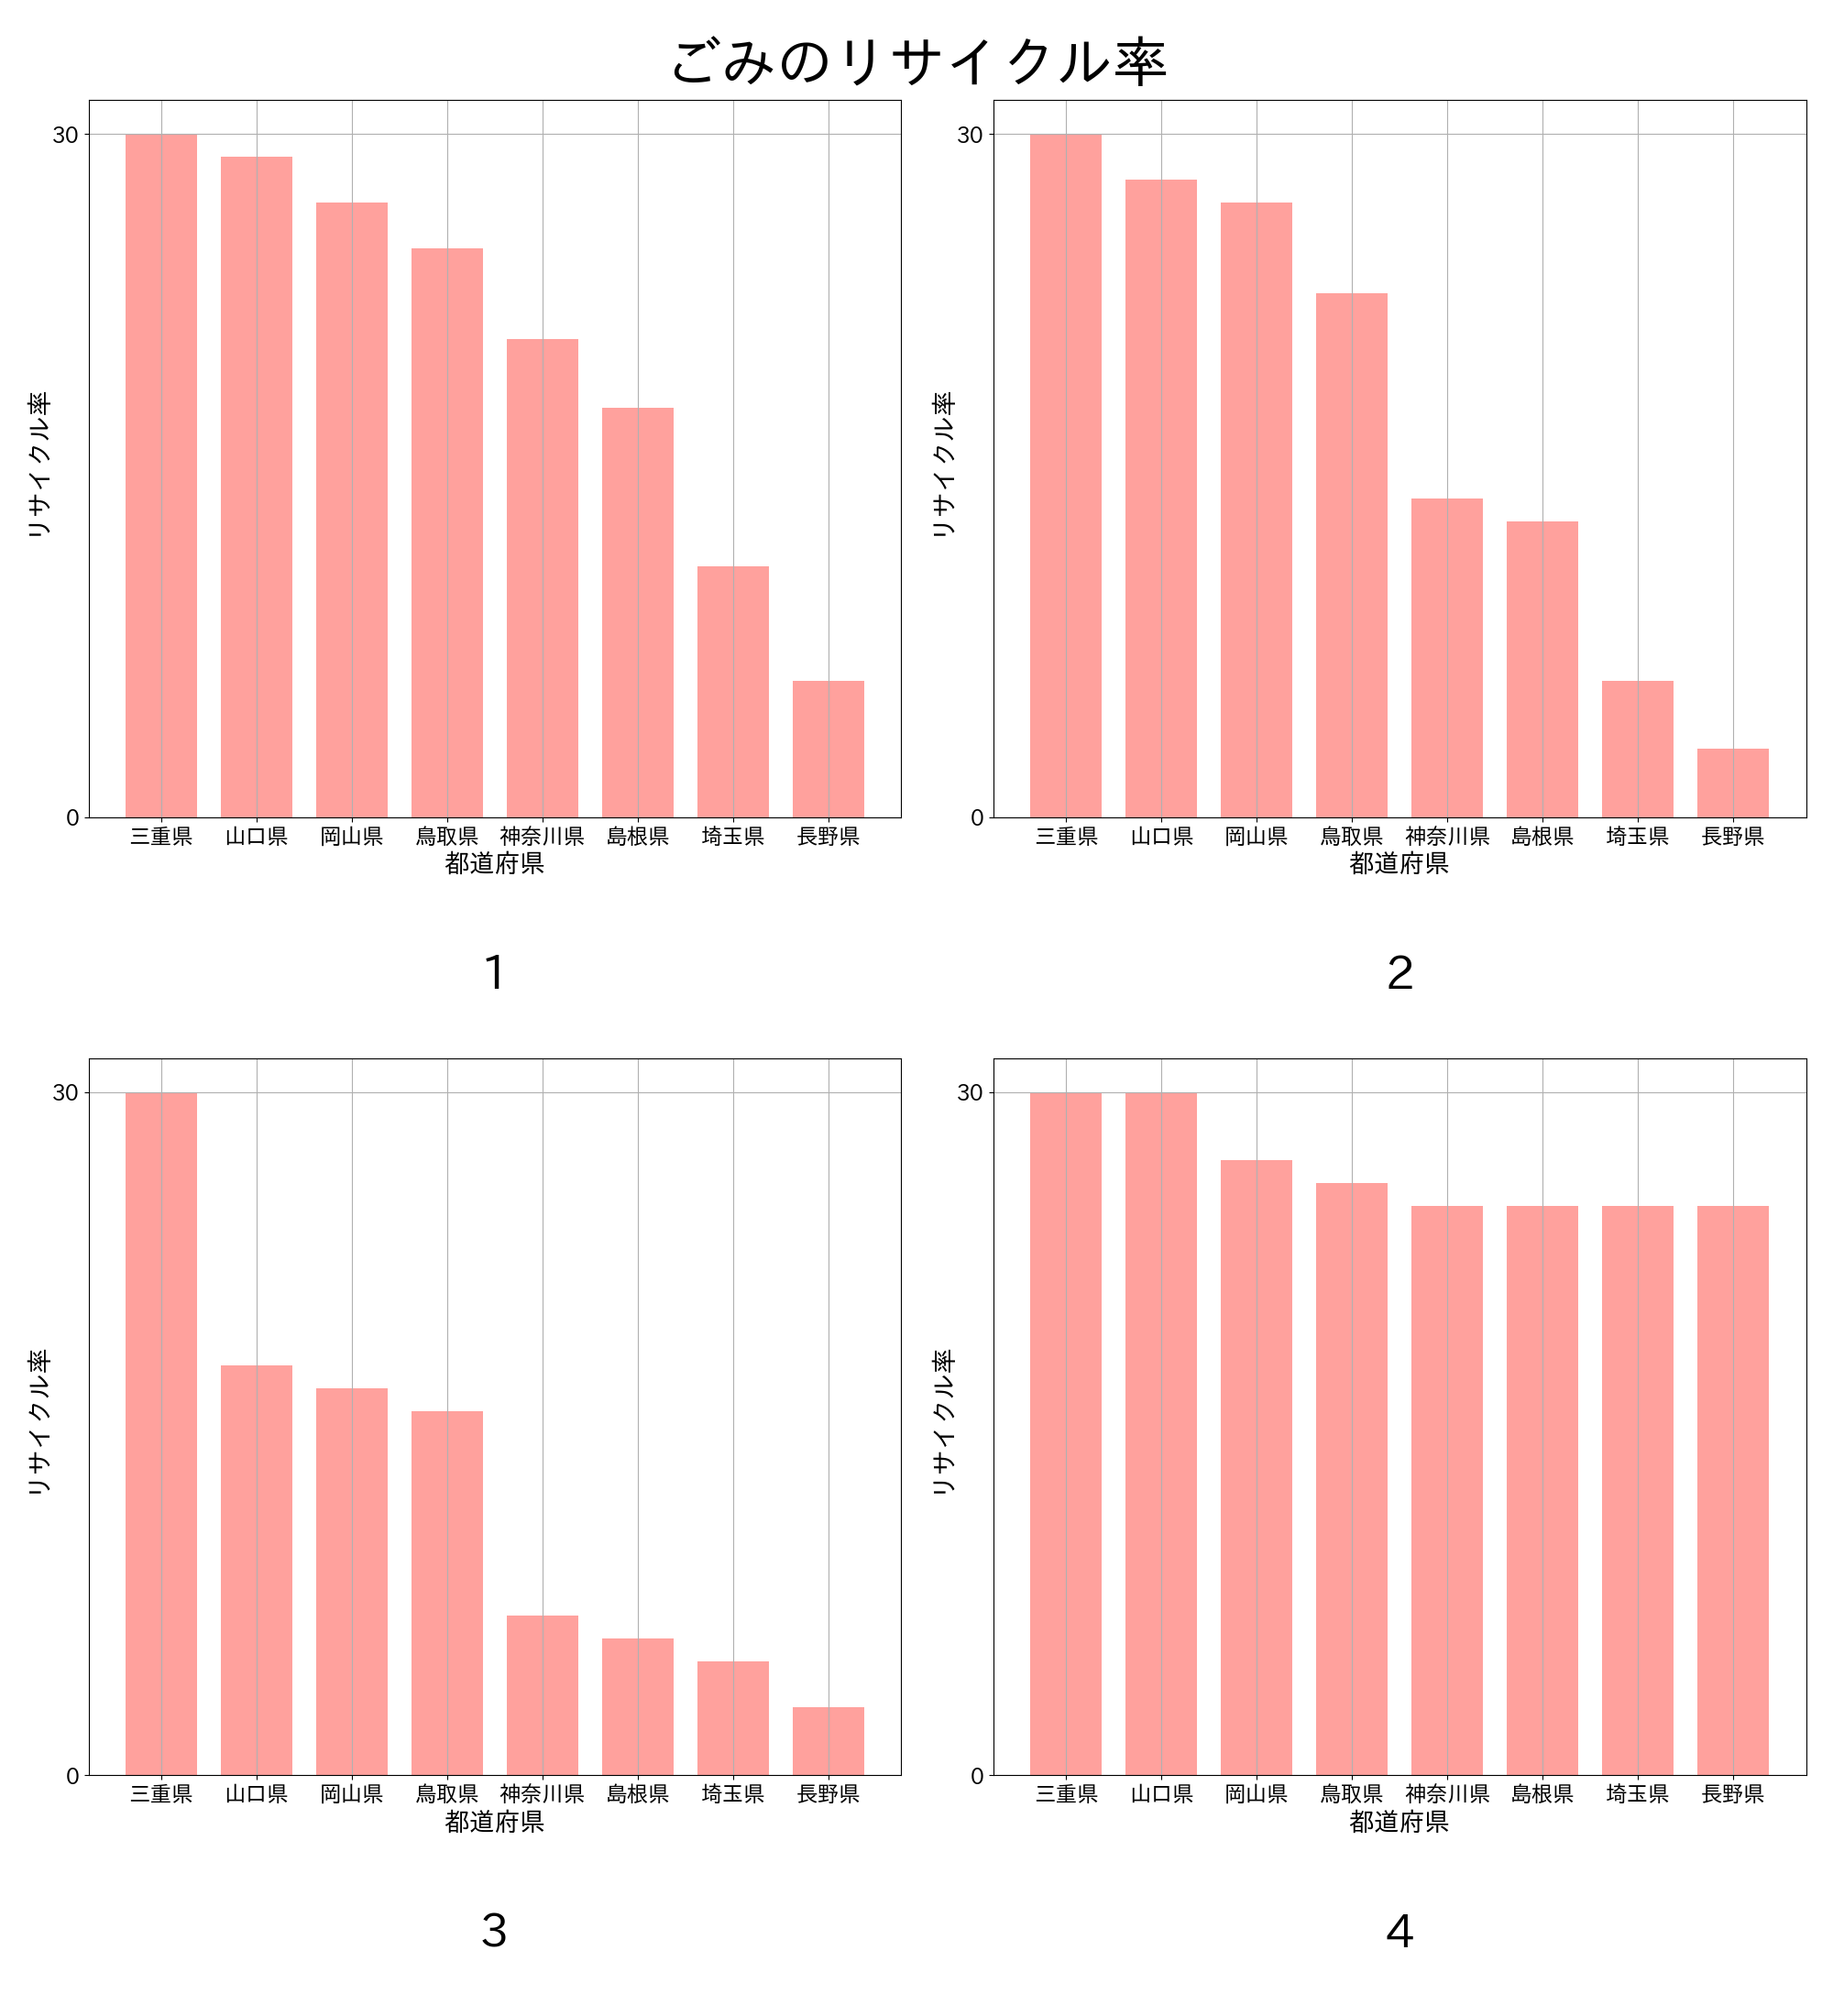 ごみのリサイクル率
30
0
リサイクル率
三重県 山口県 岡山県 鳥取県 神奈川県 島根県 埼玉県 長野県
都道府県
1
30
0
リサイクル率
三重県 山口県 岡山県 鳥取県 神奈川県 島根県 埼玉県 長野県
都道府県
2
30
0
リサイクル率
三重県 山口県 岡山県 鳥取県 神奈川県 島根県 埼玉県 長野県
都道府県
3
30
0
リサイクル率
三重県 山口県 岡山県 鳥取県 神奈川県 島根県 埼玉県 長野県
都道府県
4